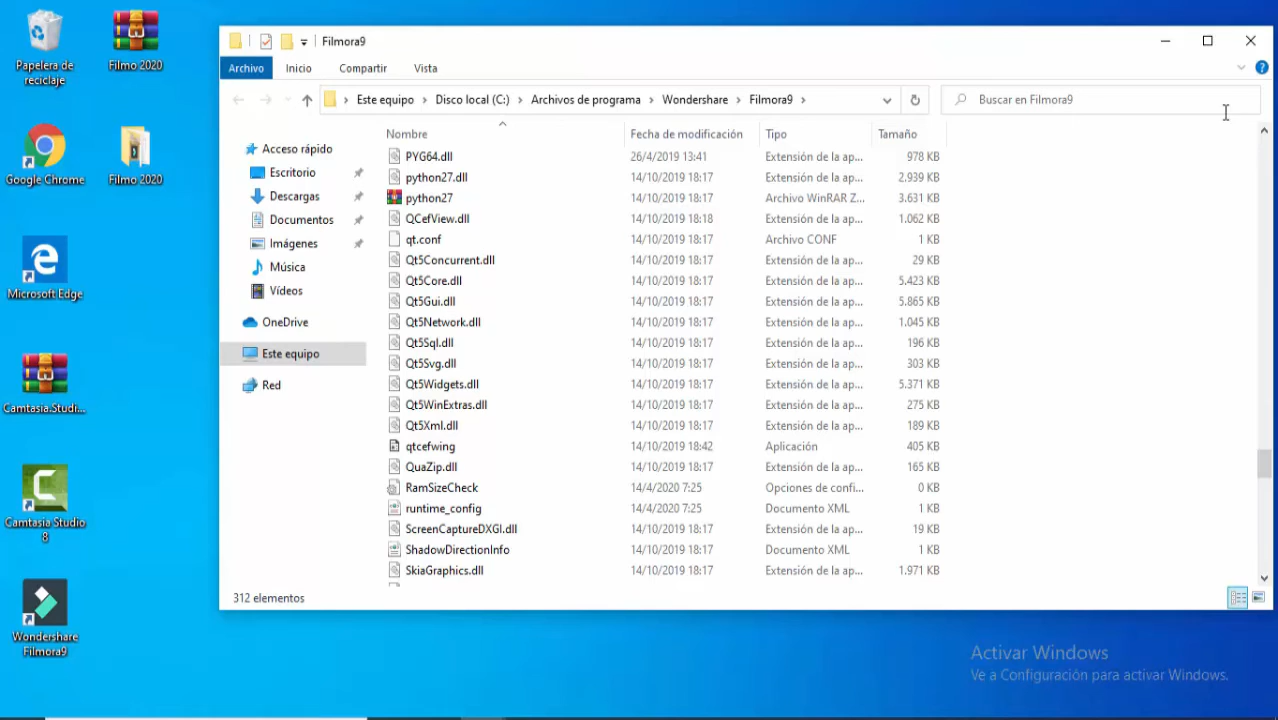 Papelera de
reciclaje
Filmo 2020
Google Chrome
Filmo 2020
Microsoft Edge
Camtasia.Studi...
Camtasia Studio
8
Wondershare
Filmora9
Filmora9
Archivo Inicio Compartir Vista
Este equipo Disco local (C:) Archivos de programa Wondershare Filmora9
Buscar en Filmora9
Acceso rápido
Escritorio
Descargas
Documentos
Imágenes
Música
Vídeos
OneDrive
Este equipo
Red
Nombre Fecha de modificación Tipo Tamaño
PYG64.dll 26/4/2019 13:41 Extensión de la ap... 978 KB
python27.dll 14/10/2019 18:17 Extensión de la ap... 2.939 KB
python27 14/10/2019 18:17 Archivo WinRAR Z... 3.631 KB
QCefView.dll 14/10/2019 18:18 Extensión de la ap... 1.062 KB
qt.conf 14/10/2019 18:17 Archivo CONF 1 KB
Qt5Concurrent.dll 14/10/2019 18:17 Extensión de la ap... 29 KB
Qt5Core.dll 14/10/2019 18:17 Extensión de la ap... 5.423 KB
Qt5Gui.dll 14/10/2019 18:17 Extensión de la ap... 5.865 KB
Qt5Network.dll 14/10/2019 18:17 Extensión de la ap... 1.045 KB
Qt5Sql.dll 14/10/2019 18:17 Extensión de la ap... 196 KB
Qt5Svg.dll 14/10/2019 18:17 Extensión de la ap... 303 KB
Qt5Widgets.dll 14/10/2019 18:17 Extensión de la ap... 5.371 KB
Qt5WinExtras.dll 14/10/2019 18:17 Extensión de la ap... 275 KB
Qt5Xml.dll 14/10/2019 18:17 Extensión de la ap... 189 KB
qtcefwing 14/10/2019 18:42 Aplicación 405 KB
QuaZip.dll 14/10/2019 18:17 Extensión de la ap... 165 KB
RamSizeCheck 14/4/2020 7:25 Opciones de confi... 0 KB
runtime_config 14/4/2020 7:25 Documento XML 1 KB
ScreenCaptureDXGI.dll 14/10/2019 18:17 Extensión de la ap... 19 KB
ShadowDirectionInfo 14/10/2019 18:17 Documento XML 1 KB
SkiaGraphics.dll 14/10/2019 18:17 Extensión de la ap... 1.971 KB
312 elementos
Activar Windows
Ve a Configuración para activar Windows.